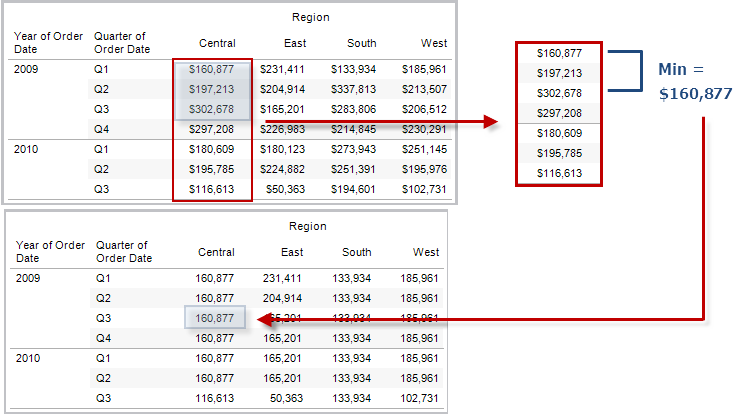 Region
Year of Order Date Quarter of Order Date Central East South West
2009 Q1 $160,877 $231,411 $133,934 $185,961
Q2 $197,213 $204,914 $337,813 $213,507
Q3 $302,678 $165,201 $283,806 $206,512
Q4 $297,208 $226,983 $214,845 $230,291
2010 Q1 $180,609 $180,123 $273,943 $251,145
Q2 $195,785 $224,882 $251,391 $195,976
Q3 $116,613 $50,363 $194,601 $102,731
$160,877
$197,213
$302,678
$297,208
$180,609
$195,785
$116,613
Min =
$160,877
Region
Year of Order Date Quarter of Order Date Central East South West
2009 Q1 160,877 231,411 133,934 185,961
Q2 160,877 204,914 133,934 185,961
Q3 160,877 165,201 133,934 185,961
Q4 160,877 165,201 133,934 185,961
2010 Q1 160,877 165,201 133,934 185,961
Q2 160,877 165,201 133,934 185,961
Q3 116,613 50,363 133,934 102,731